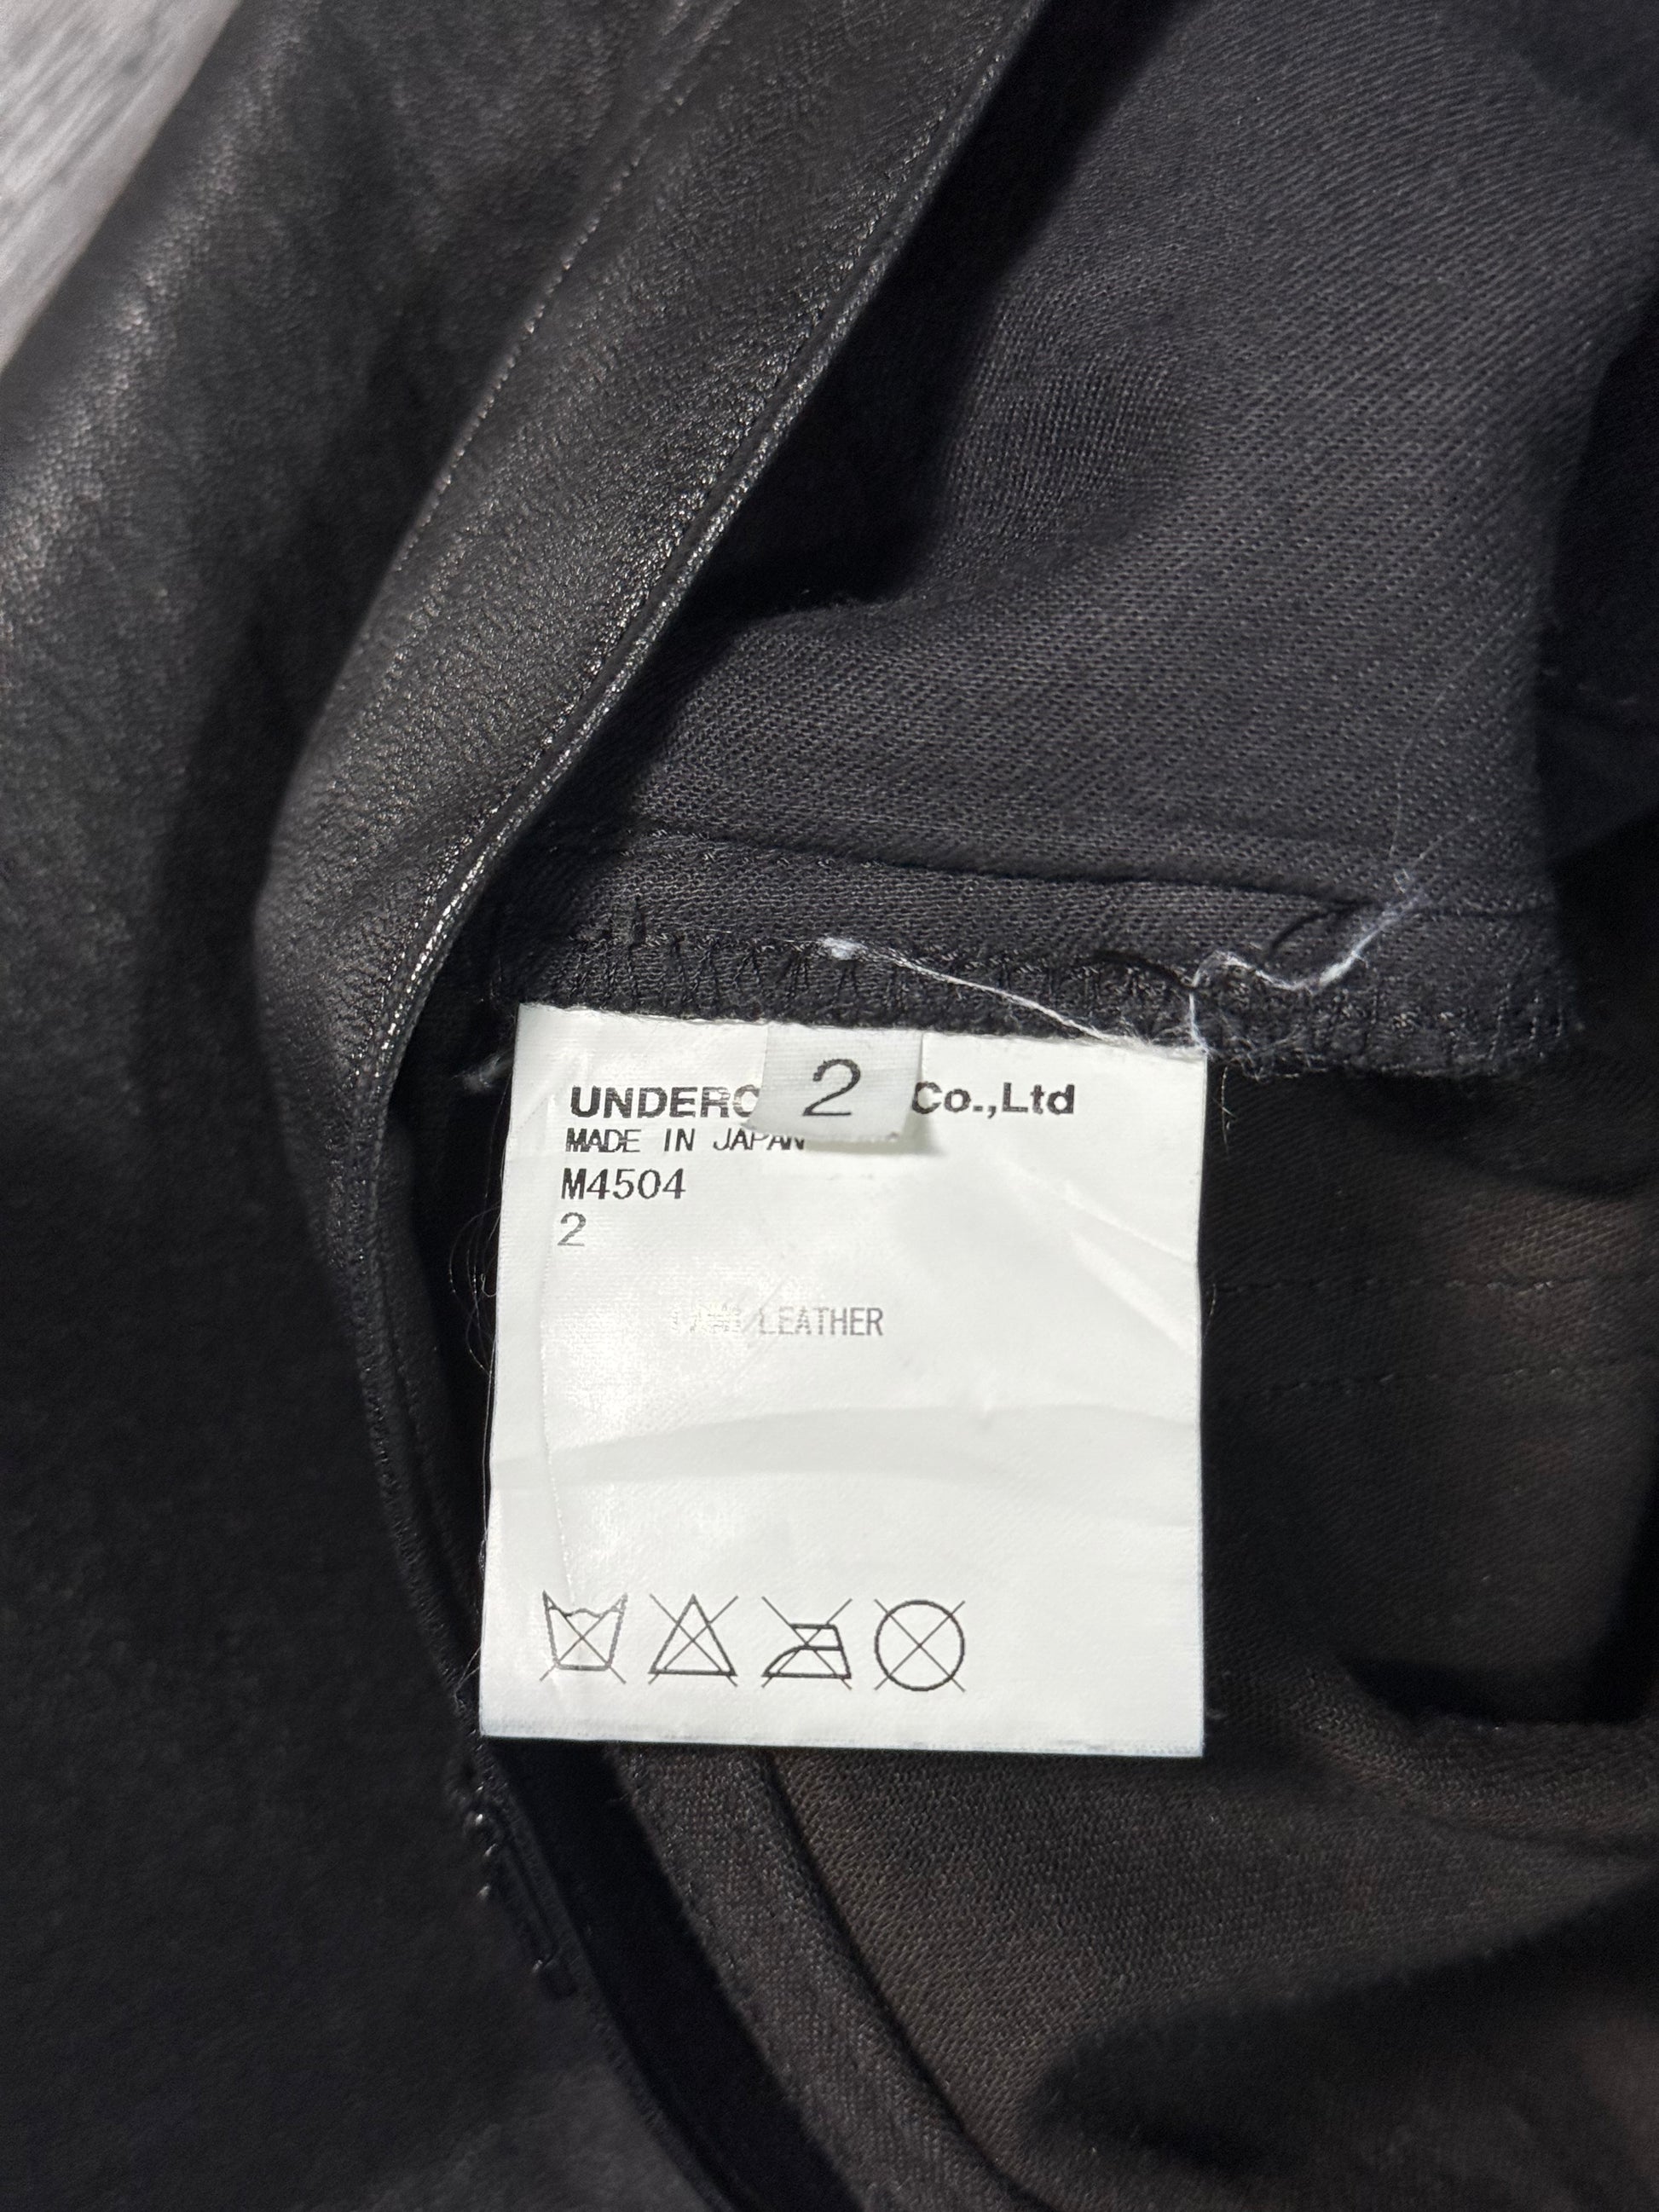 2
UNDERC Co.,Ltd
MADE IN JAPAN
M4504
2
LEATHER